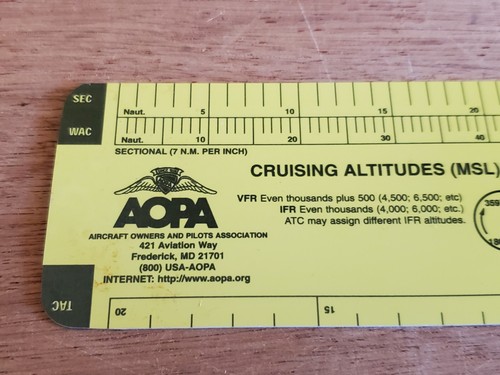 SEC
Naut. 5 10 15 20
WAC
Naut. 10 20 30 40
SECTIONAL (7 N.M. PER INCH)
CRUISING ALTITUDES (MSL)
VFR Even thousands plus 500 (4,500; 6,500; etc)
IFR Even thousands (4,000; 6,000; etc.)
ATC may assign different IFR altitudes.
359
180
AOPA
AIRCRAFT OWNERS AND PILOTS ASSOCIATION
421 Aviation Way
Frederick, MD 21701
(800) USA-AOPA
INTERNET: http://www.aopa.org
TAC
20 15